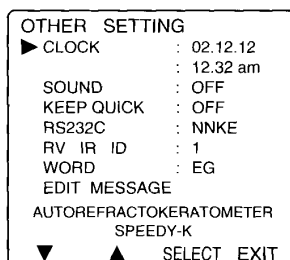 OTHER SETTING
▶ CLOCK : 02.12.12
: 12.32 am
SOUND : OFF
KEEP QUICK : OFF
RS232C : NNKE
RV IR ID : 1
WORD : EG
EDIT MESSAGE
AUTOREFRACTOKERATOMETER
SPEEDY-K
▼ ▲ SELECT EXIT